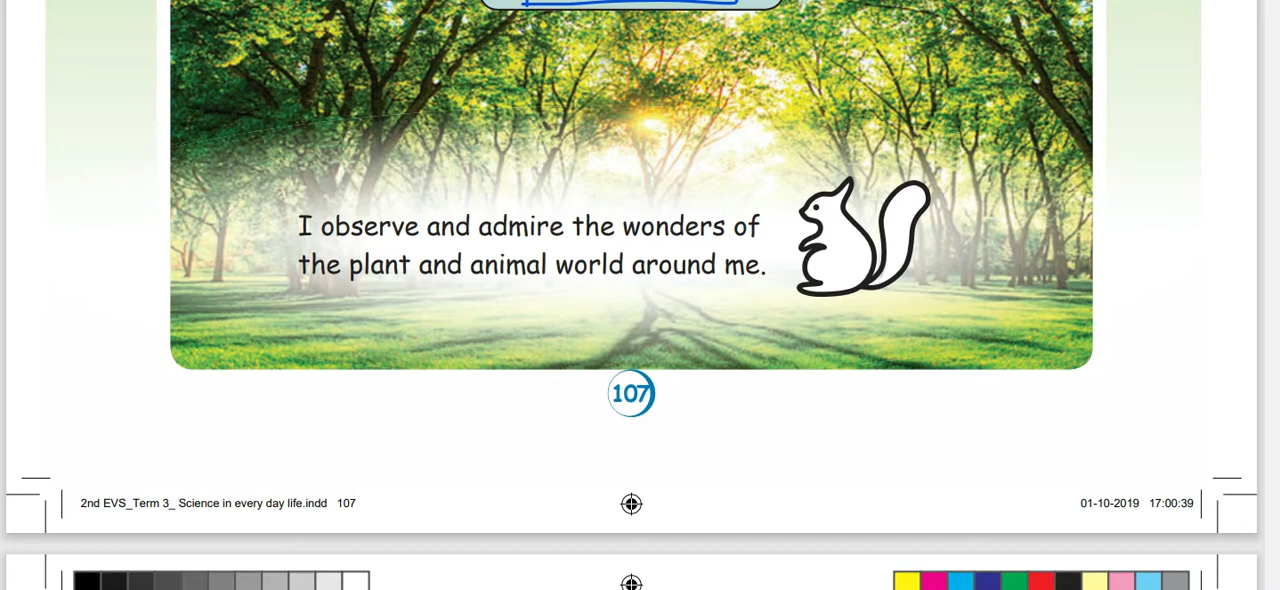 I observe and admire the wonders of
the plant and animal world around me.
107
2nd EVS_Term 3_ Science in every day life.indd   107
01-10-2019   17:00:39